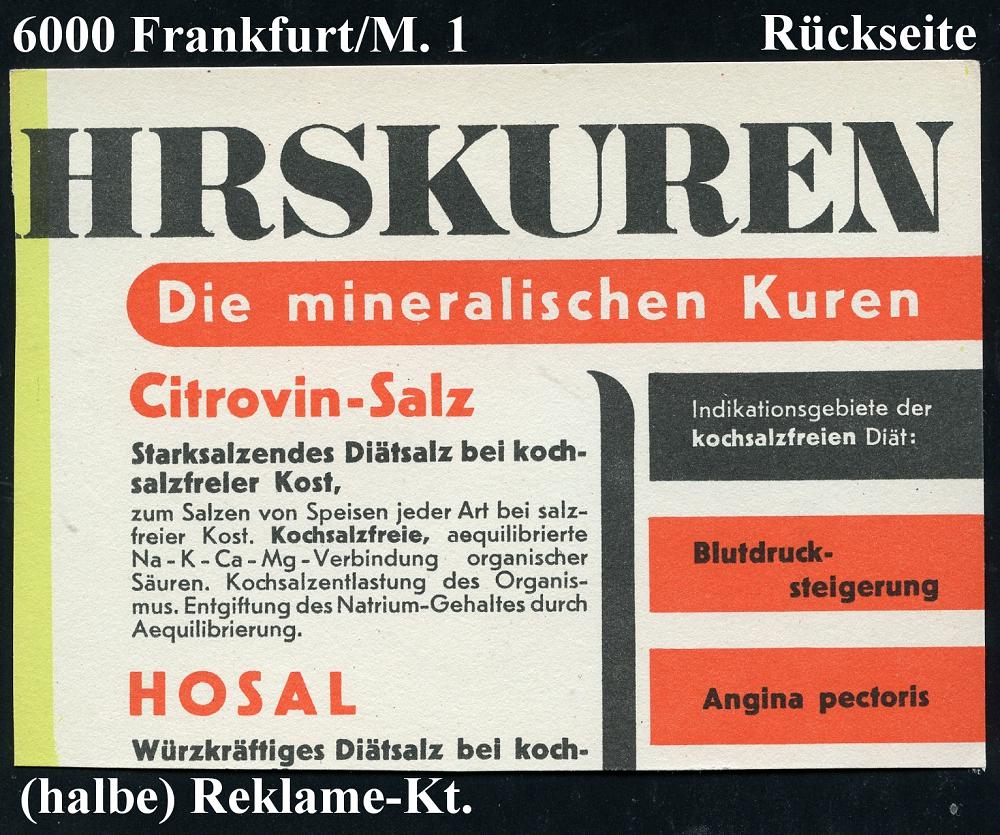 6000 Frankfurt/M. 1
Rückseite
HRSKUREN
Die mineralischen Kuren
Citrovin-Salz
Starksalzendes Diätsalz bei koch-
salzfreier Kost,
zum Salzen von Speisen jeder Art bei salz-
freier Kost. Kochsalzfreie, aequilibrierte
Na-K-Ca-Mg-Verbindung organischer
Säuren. Kochsalzentlastung des Organis-
mus. Entgiftung des Natrium-Gehaltes durch
Aequilibrierung.
HOSAL
Würzkräftiges Diätsalz bei koch-
Indikationsgebiete der
kochsalzfreien Diät:
Blutdruck-
steigerung
Angina pectoris
(halbe) Reklame-Kt.